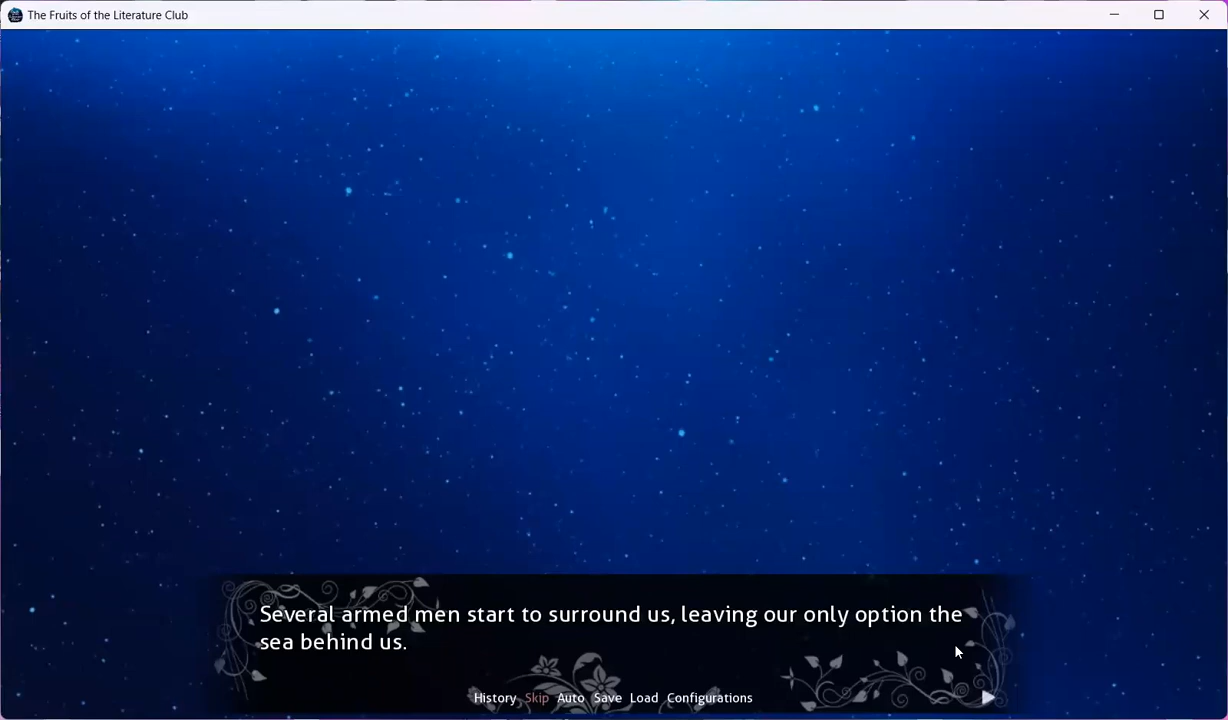 The Fruits of the Literature Club
Several armed men start to surround us, leaving our only option the
sea behind us.
History Skip Auto Save Load Configurations